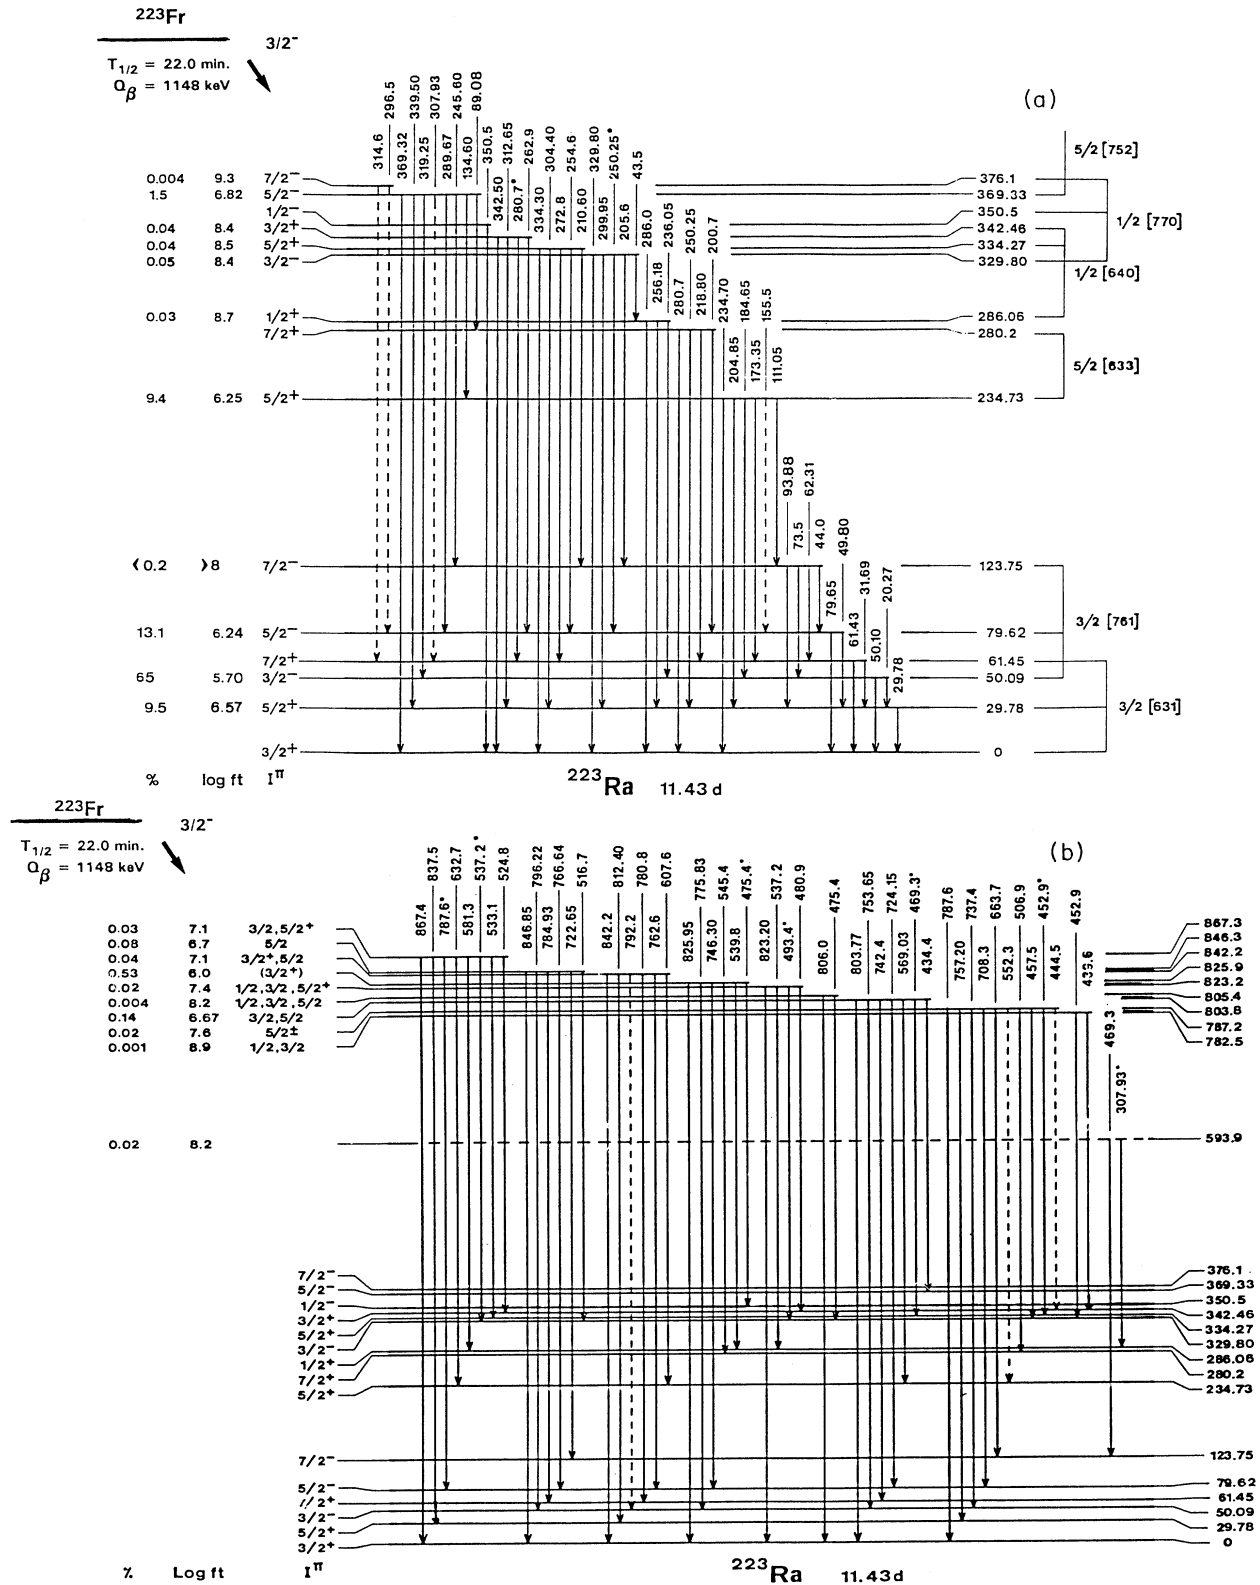 223Fr
3/2-
T1/2 = 22.0 min.
Qβ = 1148 keV
(a)
314.6 296.5 369.32 339.50 319.25 307.93 289.67 245.60 134.60 89.08 350.5 342.50 312.65 280.7* 262.9 334.30 304.40 272.8 254.6 210.60 329.80 299.95 250.25* 205.6 43.5 286.0 256.18 236.05 280.7 250.25 218.80 200.7 234.70 204.85 184.65 173.35 155.5 111.05
93.88 73.5 62.31 44.0 79.65 49.80 61.43 31.69 50.10 20.27 29.78
5/2 [752]
0.004 9.3 7/2- 376.1
1.5 6.82 5/2- 369.33
1/2- 350.5
1/2 [770]
0.04 8.4 3/2+ 342.46
0.04 8.5 5/2+ 334.27
0.05 8.4 3/2- 329.80
1/2 [640]
0.03 8.7 1/2+ 286.06
7/2+ 280.2
5/2 [633]
9.4 6.25 5/2+ 234.73
⟨0.2 ⟩8 7/2- 123.75
3/2 [761]
13.1 6.24 5/2- 79.62
7/2+ 61.45
65 5.70 3/2- 50.09
9.5 6.57 5/2+ 29.78
3/2 [631]
3/2+ 0
% log ft Iπ 223Ra 11.43 d
223Fr
3/2-
T1/2 = 22.0 min.
Qβ = 1148 keV
(b)
867.4 837.5 787.6* 632.7 581.3 537.2* 533.1 524.8 846.85 796.22 784.93 766.64 722.65 516.7 842.2 812.40 792.2 780.8 762.6 607.6 825.95 775.83 746.30 545.4 539.8 475.4* 823.20 537.2 493.4* 480.9 806.0 475.4 803.77 753.65 742.4 724.15 569.03 469.3* 434.4 787.6 757.20 737.4 708.3 663.7 552.3 506.9 457.5 452.9* 444.5 452.9 439.6
469.3 307.93*
0.03 7.1 3/2,5/2+ 867.3
0.08 6.7 5/2 846.3
0.04 7.1 3/2+,5/2 842.2
0.53 6.0 (3/2+) 825.9
0.02 7.4 1/2,3/2,5/2+ 823.2
0.004 8.2 1/2,3/2,5/2 805.4
0.14 6.67 3/2,5/2 803.8
0.02 7.6 5/2± 787.2
0.001 8.9 1/2,3/2 782.5
0.02 8.2 593.9
7/2- 376.1
5/2- 369.33
1/2- 350.5
3/2+ 342.46
5/2+ 334.27
3/2- 329.80
1/2+ 286.06
7/2+ 280.2
5/2+ 234.73
7/2- 123.75
5/2- 79.62
/2+ 61.45
3/2- 50.09
5/2+ 29.78
3/2+ 0
% Log ft Iπ 223Ra 11.43d